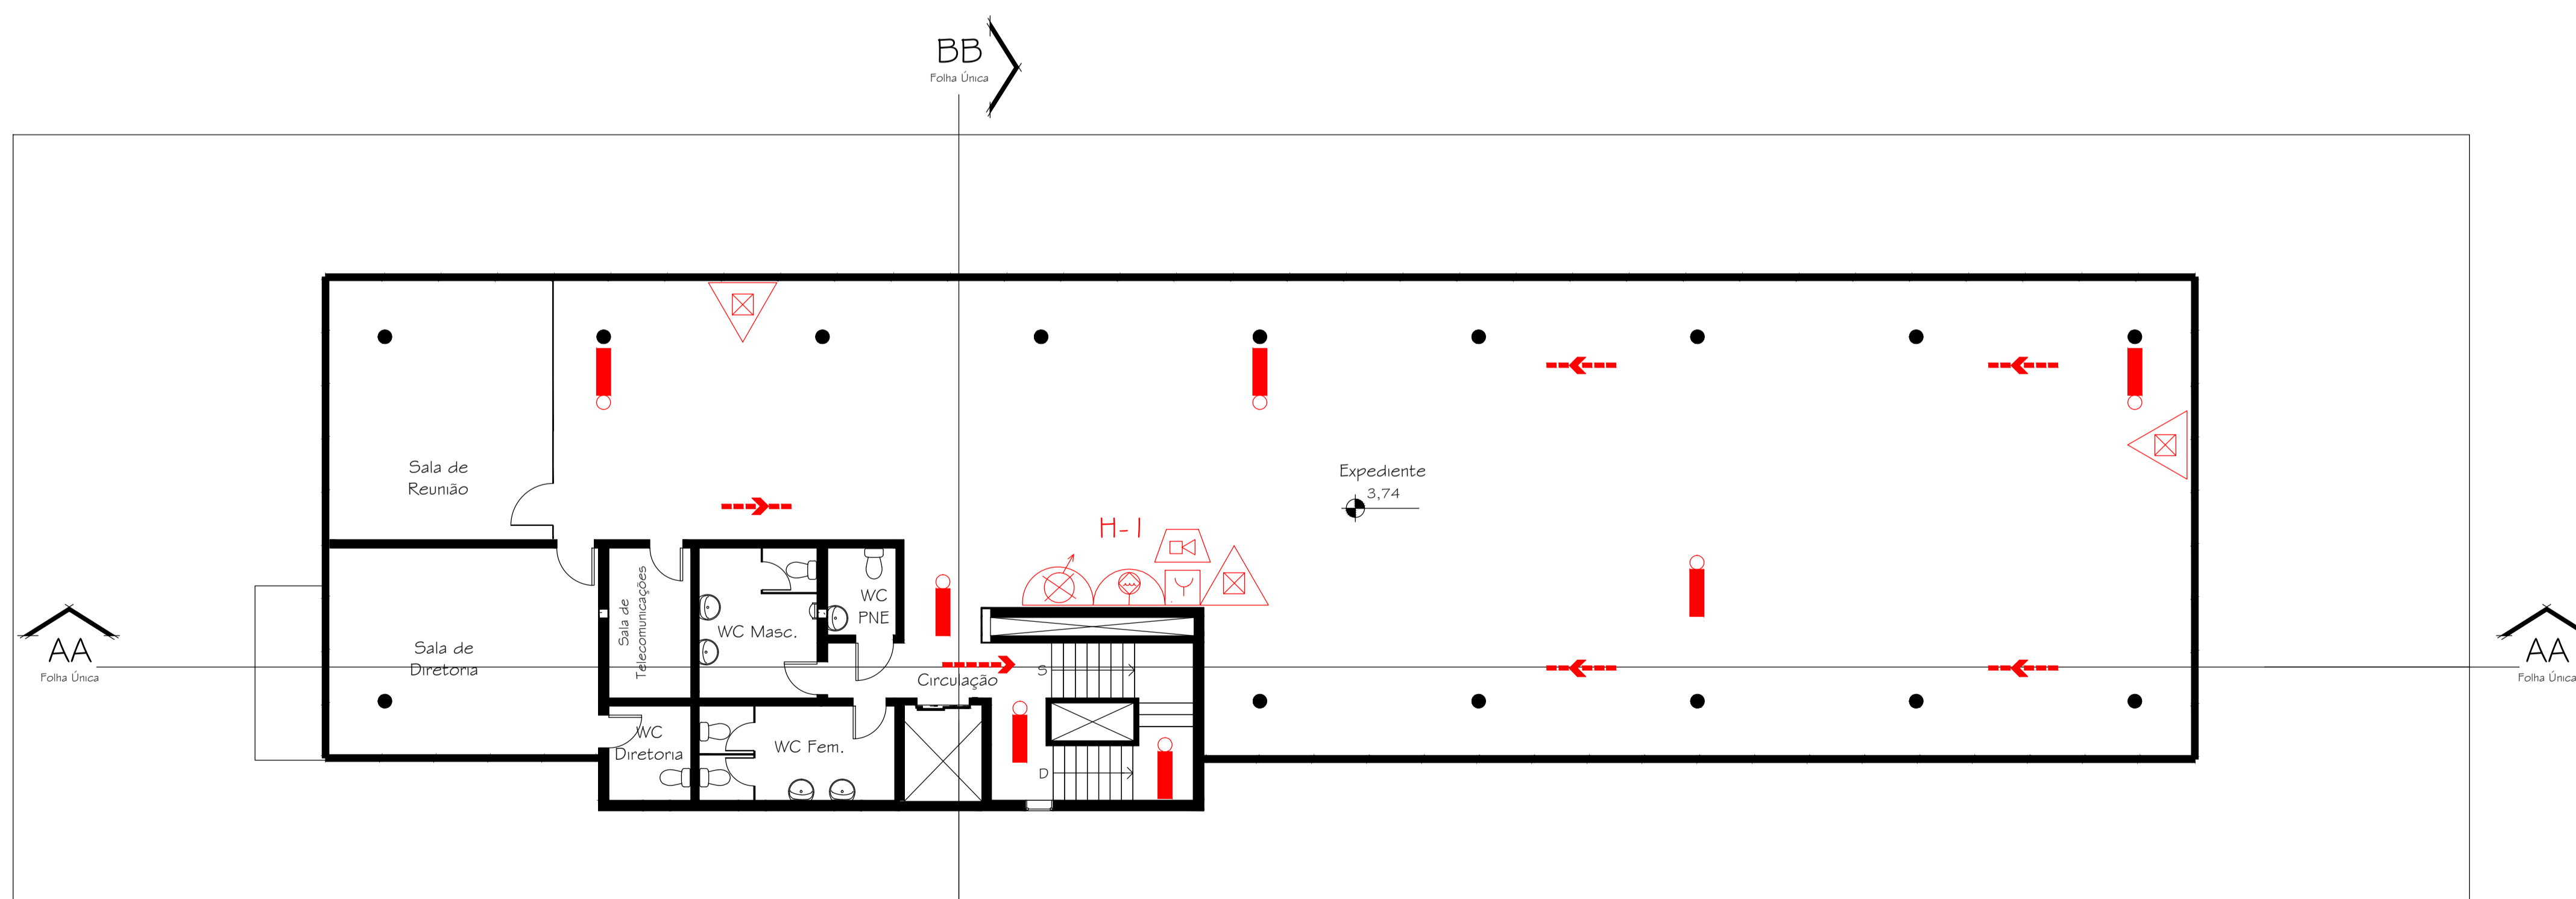 BB
Folha Única
Sala de
Reunião
Expediente
3,74
H-1
Sala de
Telecomunicações
WC
PNE
WC Masc.
Sala de
Diretoria
AA
Folha Única
AA
Folha Única
S
Circulação
WC
Diretoria
WC Fem.
D